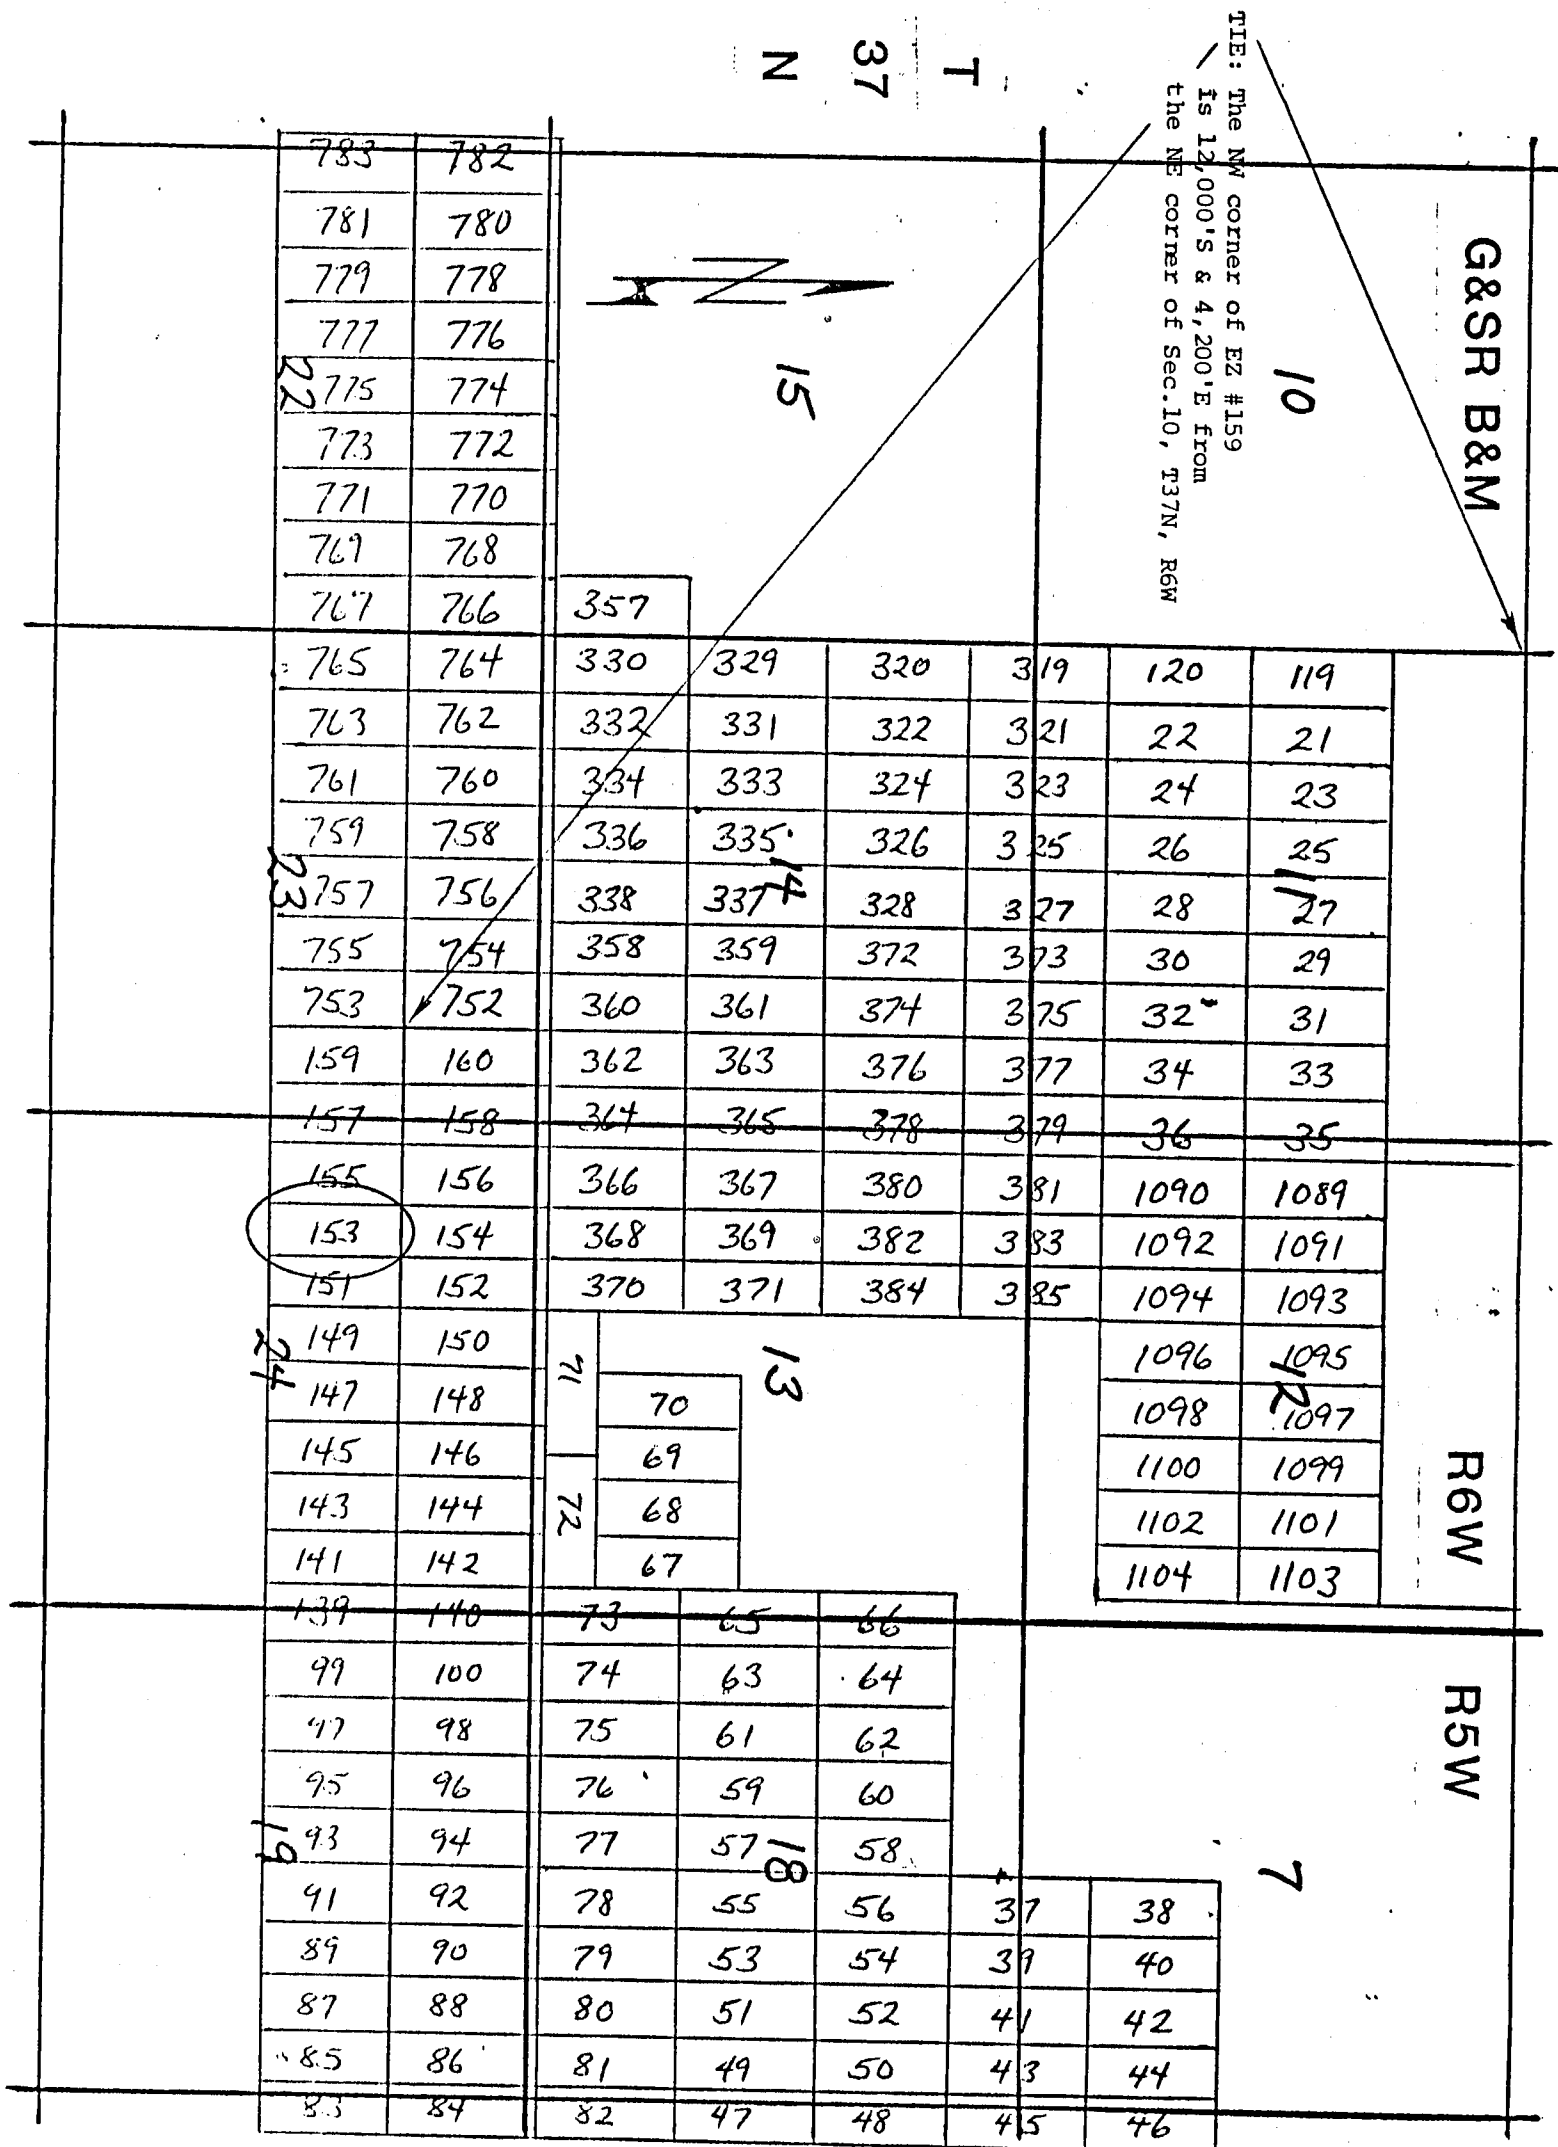 TIE: The NW corner of EZ #159
is 12,000'S & 4,200'E from
the NE corner of Sec.10, T37N, R6W
T
37
N
G&SR B&M
R6W
R5W
10
15
22
783 782
781 780
779 778
777 776
775 774
773 772
771 770
769 768
767 766 357
765 764 330 329 320 319 120 119
763 762 332 331 322 321 22 21
761 760 334 333 324 323 24 23
759 758 336 335 326 325 26 25
23 14 11
757 756 338 337 328 327 28 27
755 754 358 359 372 373 30 29
753 752 360 361 374 375 32 31
159 160 362 363 376 377 34 33
157 158 364 365 378 379 36 35
155 156 366 367 380 381 1090 1089
153 154 368 369 382 383 1092 1091
151 152 370 371 384 385 1094 1093
149 150 71 1096 1095
24 13 12
147 148 70 1098 1097
145 146 69 1100 1099
143 144 72 68 1102 1101
141 142 67 1104 1103
139 140 73 65 66
99 100 74 63 64
97 98 75 61 62
95 96 76 59 60
93 94 77 57 58
19 18 7
91 92 78 55 56 37 38
89 90 79 53 54 39 40
87 88 80 51 52 41 42
85 86 81 49 50 43 44
83 84 82 47 48 45 46